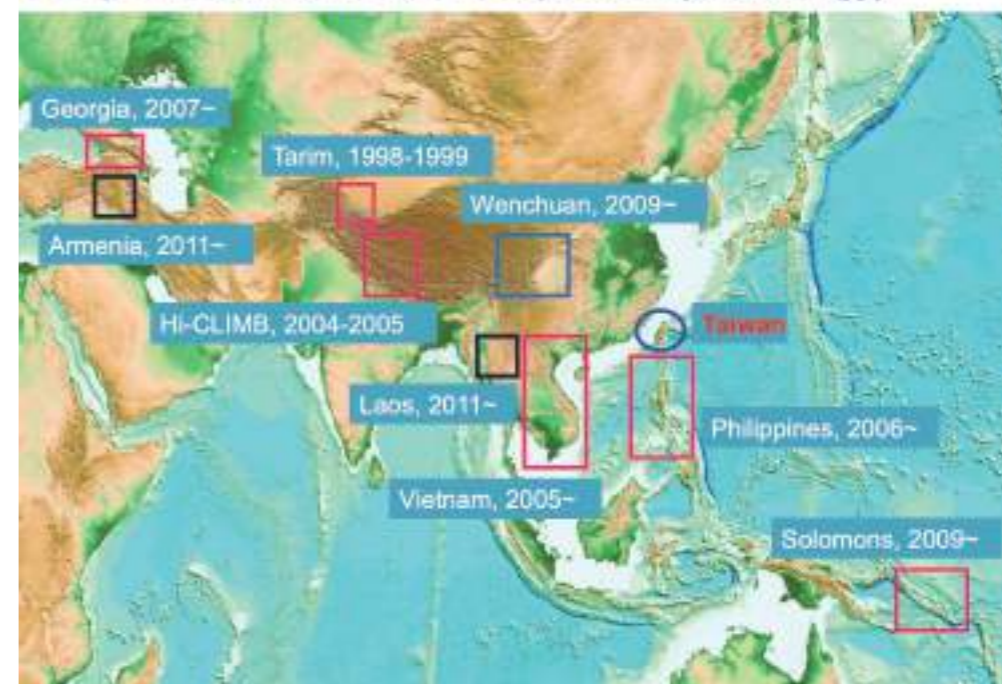 Georgia, 2007~
Tarim, 1998-1999
Wenchuan, 2009~
Armenia, 2011~
Hi-CLIMB, 2004-2005
Taiwan
Laos, 2011~
Philippines, 2006~
Vietnam, 2005~
Solomons, 2009~